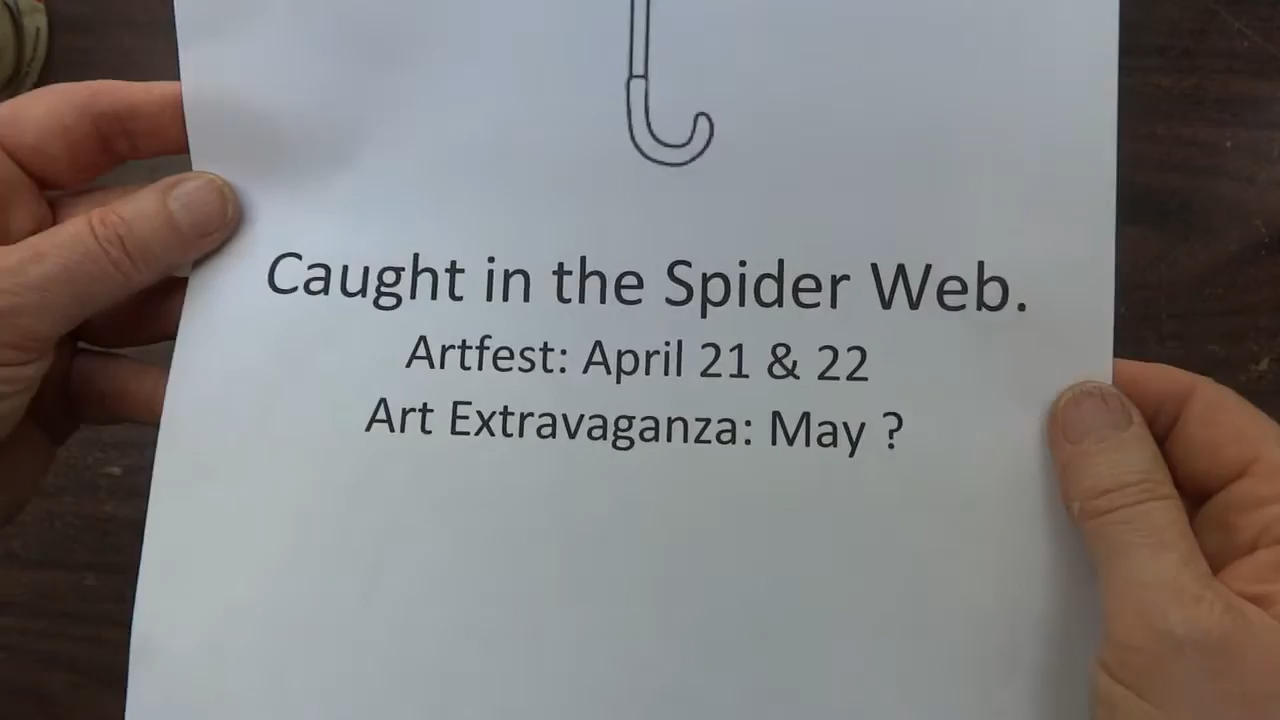 Caught in the Spider Web.
Artfest: April 21 & 22
Art Extravaganza: May ?